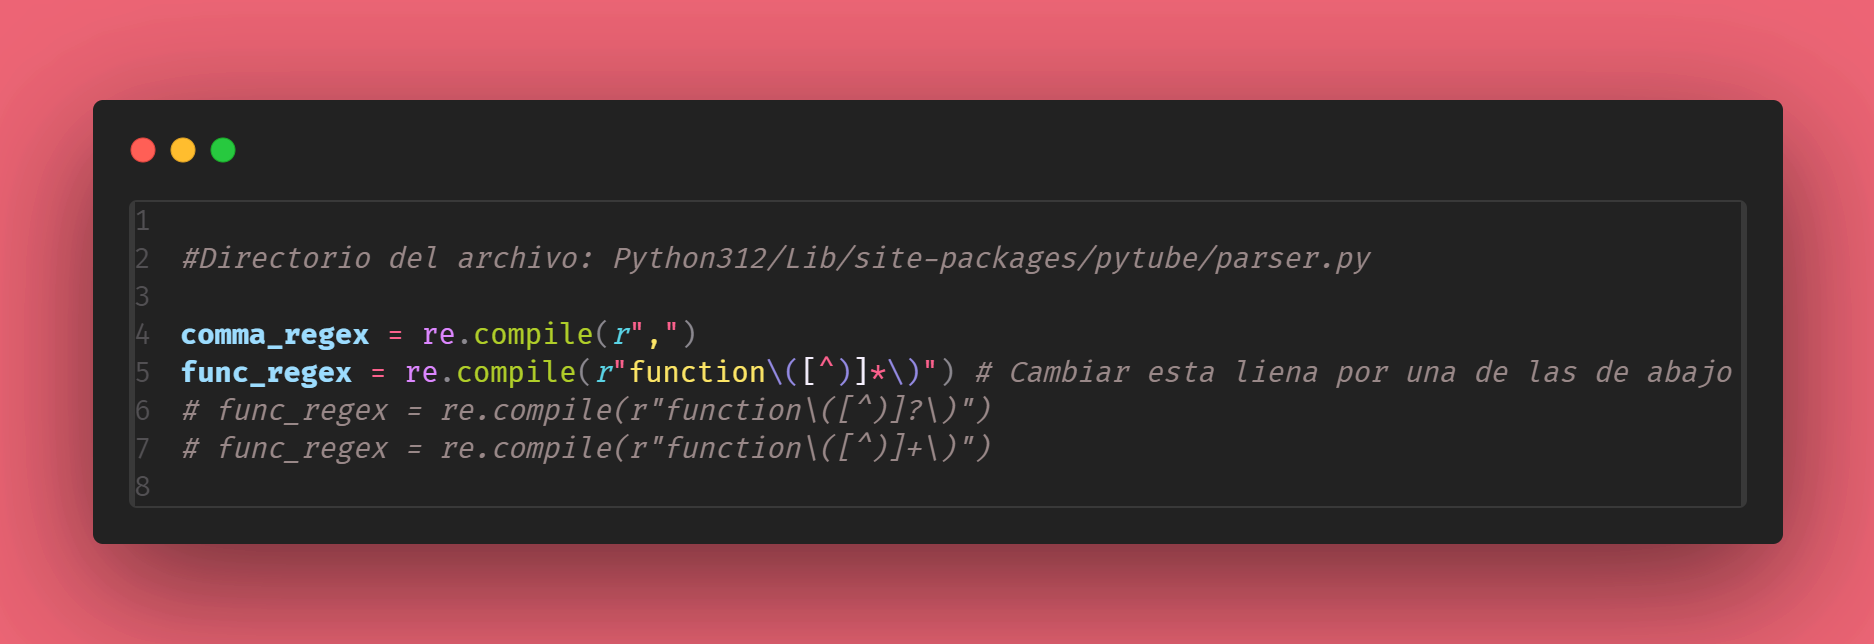 1
2 #Directorio del archivo: Python312/Lib/site-packages/pytube/parser.py
3
4 comma_regex = re.compile(r",")
5 func_regex = re.compile(r"function\([^)]*\)") # Cambiar esta liena por una de las de abajo
6 # func_regex = re.compile(r"function\([^)]?\)")
7 # func_regex = re.compile(r"function\([^)]+\)")
8